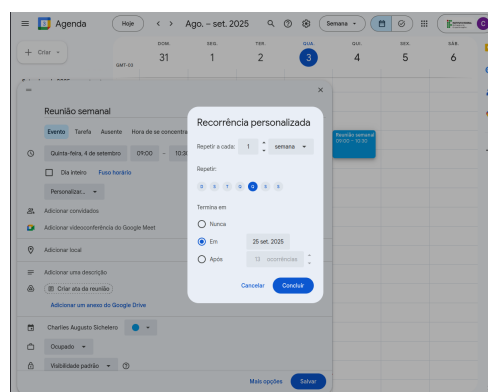 Agenda
Hoje
Ago. – set. 2025
Semana
Criar
GMT-03
DOM. SEG. TER. QUA. QUI. SEX. SÁB.
31 1 2 3 4 5 6
Reunião semanal
Evento Tarefa Ausente Hora de se concentra
Quinta-feira, 4 de setembro 09:00 – 10:30
Dia inteiro Fuso horário
Personalizar...
Adicionar convidados
Adicionar videoconferência do Google Meet
Adicionar local
Adicionar uma descrição
Criar ata da reunião
Adicionar um anexo do Google Drive
Charlles Augusto Sichelero
Ocupado
Visibilidade padrão
Mais opções Salvar
Recorrência personalizada
Repetir a cada: 1 semana
Repetir:
D S T Q Q S S
Termina em
Nunca
Em 25 set. 2025
Após 13 ocorrências
Cancelar Concluir
Reunião semanal
09:00 – 10:30